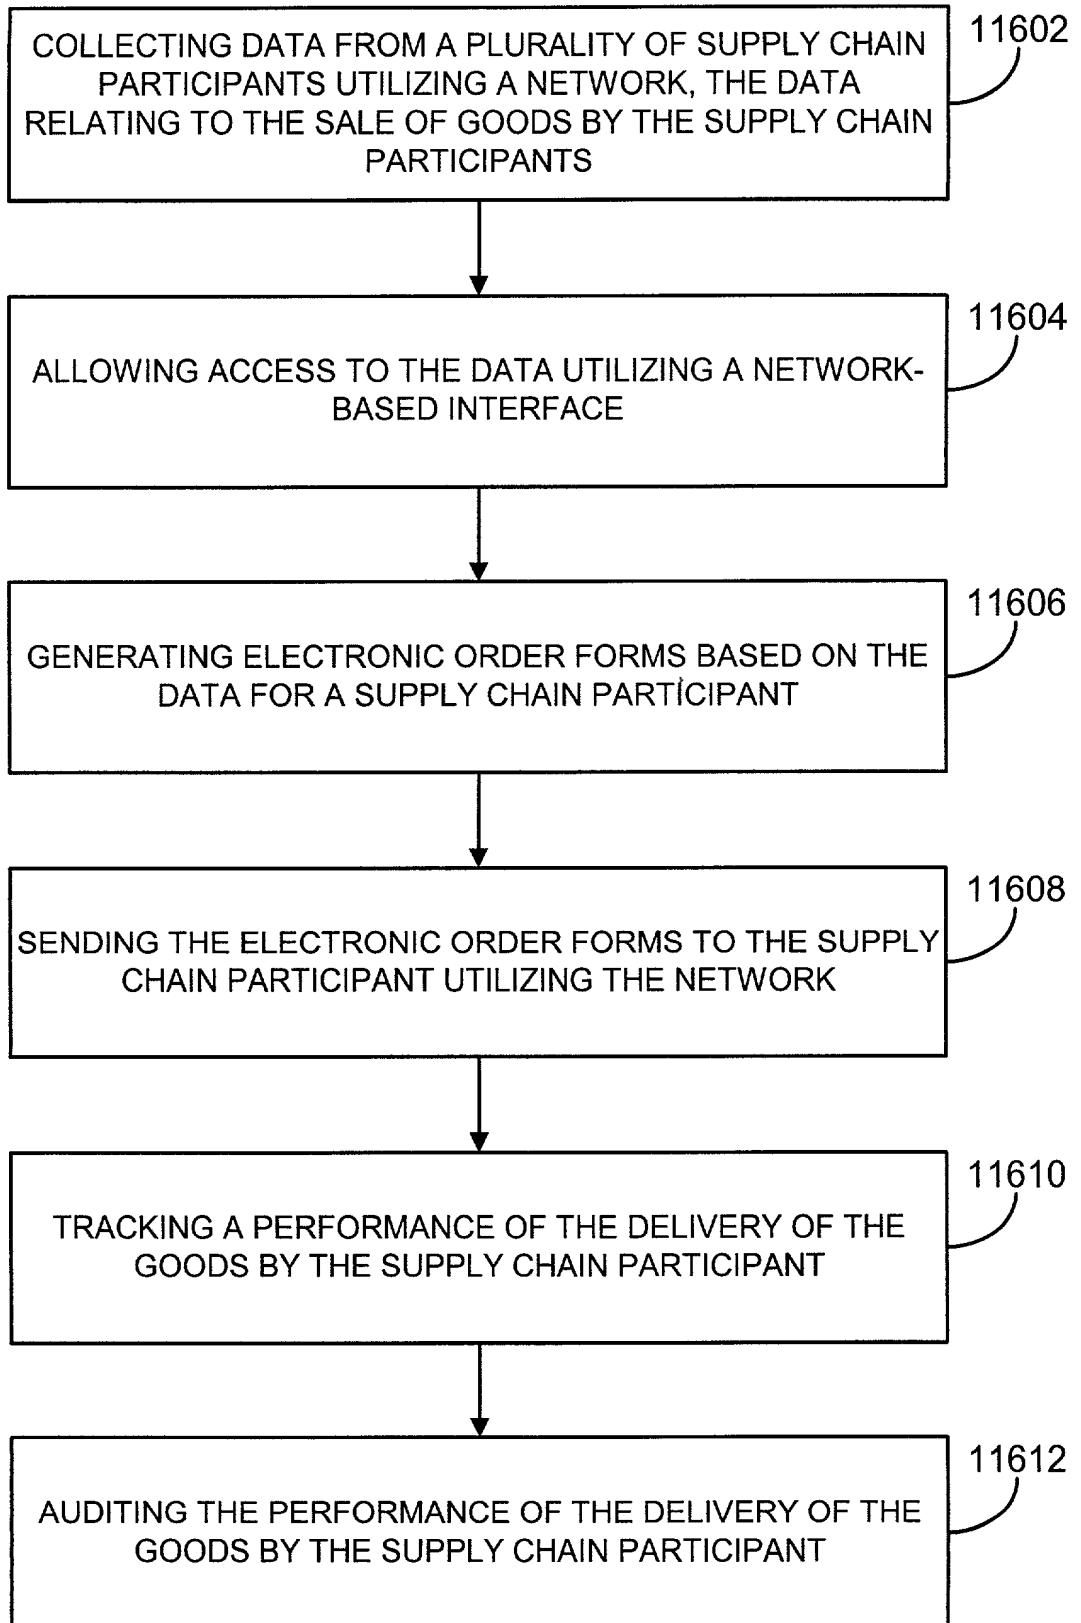 11602
COLLECTING DATA FROM A PLURALITY OF SUPPLY CHAIN
PARTICIPANTS UTILIZING A NETWORK, THE DATA
RELATING TO THE SALE OF GOODS BY THE SUPPLY CHAIN
PARTICIPANTS
11604
ALLOWING ACCESS TO THE DATA UTILIZING A NETWORK-
BASED INTERFACE
11606
GENERATING ELECTRONIC ORDER FORMS BASED ON THE
DATA FOR A SUPPLY CHAIN PARTICIPANT
11608
SENDING THE ELECTRONIC ORDER FORMS TO THE SUPPLY
CHAIN PARTICIPANT UTILIZING THE NETWORK
11610
TRACKING A PERFORMANCE OF THE DELIVERY OF THE
GOODS BY THE SUPPLY CHAIN PARTICIPANT
11612
AUDITING THE PERFORMANCE OF THE DELIVERY OF THE
GOODS BY THE SUPPLY CHAIN PARTICIPANT